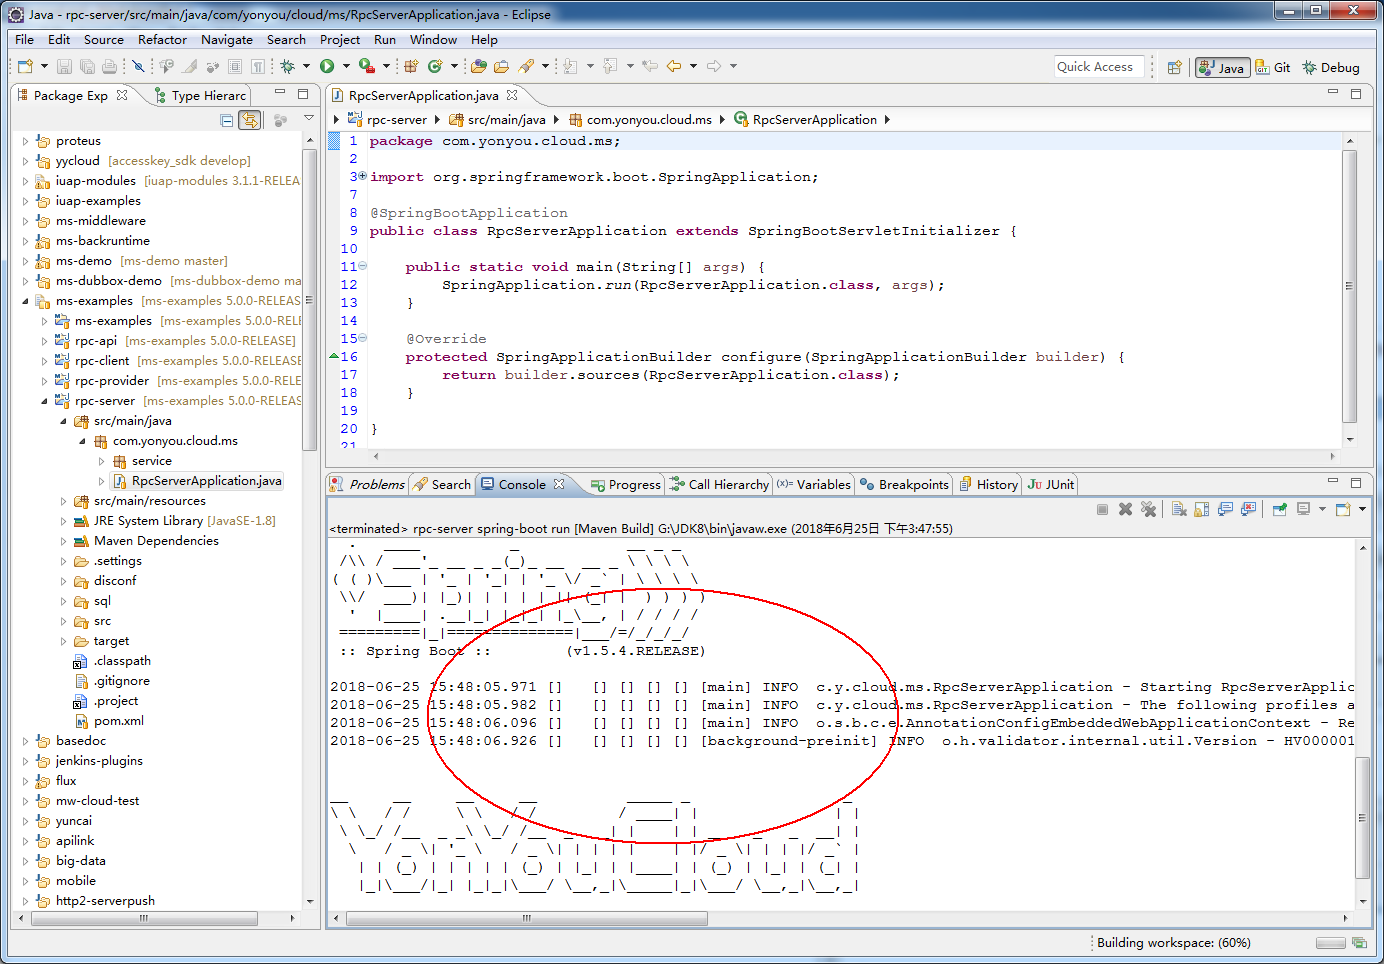 Java - rpc-server/src/main/java/com/yonyou/cloud/ms/RpcServerApplication.java - Eclipse
File Edit Source Refactor Navigate Search Project Run Window Help
Quick Access Java Git Debug
Package Exp Type Hierarc
proteus
yycloud [accesskey_sdk develop]
iuap-modules [iuap-modules 3.1.1-RELEA
iuap-examples
ms-middleware
ms-backruntime
ms-demo [ms-demo master]
ms-dubbox-demo [ms-dubbox-demo ma
ms-examples [ms-examples 5.0.0-RELEASE
ms-examples [ms-examples 5.0.0-RELE
rpc-api [ms-examples 5.0.0-RELEASE]
rpc-client [ms-examples 5.0.0-RELEAS
rpc-provider [ms-examples 5.0.0-RELE
rpc-server [ms-examples 5.0.0-RELEAS
src/main/java
com.yonyou.cloud.ms
service
RpcServerApplication.java
src/main/resources
JRE System Library [JavaSE-1.8]
Maven Dependencies
.settings
disconf
sql
src
target
.classpath
.gitignore
.project
pom.xml
basedoc
jenkins-plugins
flux
mw-cloud-test
yuncai
apilink
big-data
mobile
http2-serverpush
RpcServerApplication.java
rpc-server src/main/java com.yonyou.cloud.ms RpcServerApplication
1 package com.yonyou.cloud.ms;
2
3 import org.springframework.boot.SpringApplication;
7
8 @SpringBootApplication
9 public class RpcServerApplication extends SpringBootServletInitializer {
10
11 public static void main(String[] args) {
12 SpringApplication.run(RpcServerApplication.class, args);
13 }
14
15 @Override
16 protected SpringApplicationBuilder configure(SpringApplicationBuilder builder) {
17 return builder.sources(RpcServerApplication.class);
18 }
19
20 }
21
Problems Search Console Progress Call Hierarchy (x)= Variables Breakpoints History Ju JUnit
<terminated> rpc-server spring-boot run [Maven Build] G:\JDK8\bin\javaw.exe (2018年6月25日 下午3:47:55)
Spring
:: Spring Boot :: (v1.5.4.RELEASE)
2018-06-25 15:48:05.971 [] [] [] [] [] [main] INFO c.y.cloud.ms.RpcServerApplication - Starting RpcServerApplic
2018-06-25 15:48:05.982 [] [] [] [] [] [main] INFO c.y.cloud.ms.RpcServerApplication - The following profiles a
2018-06-25 15:48:06.096 [] [] [] [] [] [main] INFO o.s.b.c.e.AnnotationConfigEmbeddedWebApplicationContext - Re
2018-06-25 15:48:06.926 [] [] [] [] [] [background-preinit] INFO o.h.validator.internal.util.Version - HV000001
YonYouCloud
Building workspace: (60%)